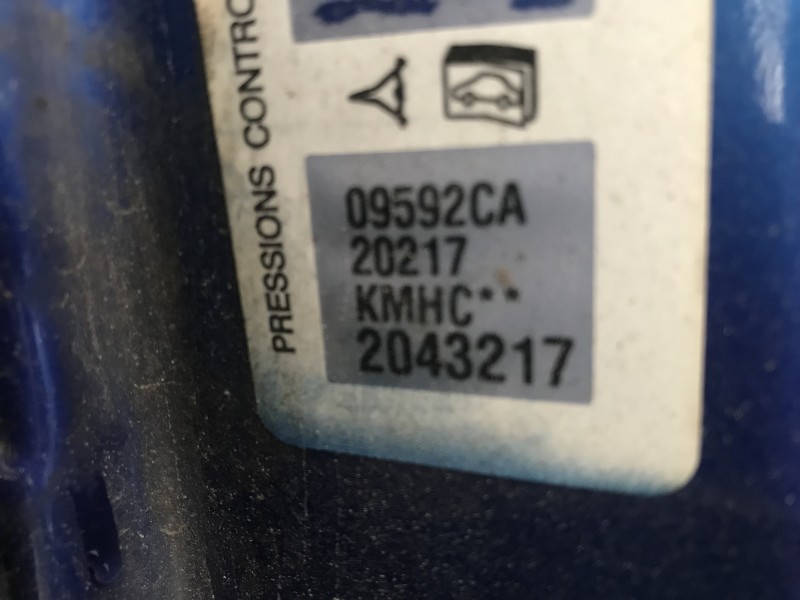 PRESSIONS CONTRO
09592CA
20217
KMHC**
2043217